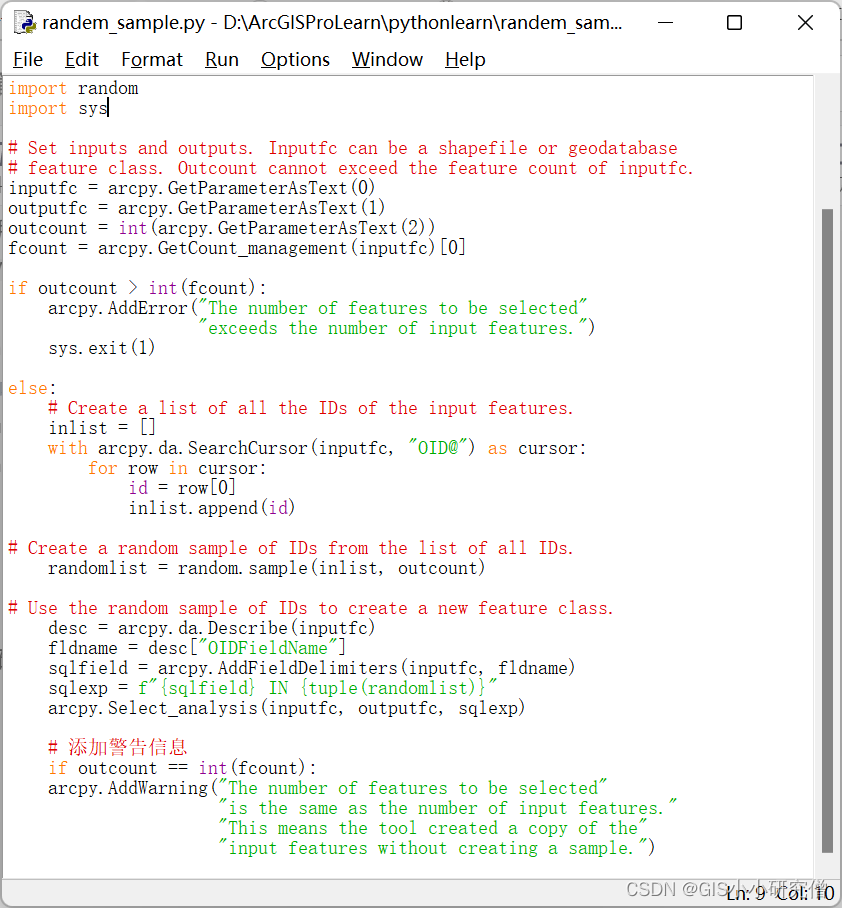 randem_sample.py - D:\ArcGISProLearn\pythonlearn\randem_sam...
File Edit Format Run Options Window Help
import random
import sys
# Set inputs and outputs. Inputfc can be a shapefile or geodatabase
# feature class. Outcount cannot exceed the feature count of inputfc.
inputfc = arcpy.GetParameterAsText(0)
outputfc = arcpy.GetParameterAsText(1)
outcount = int(arcpy.GetParameterAsText(2))
fcount = arcpy.GetCount_management(inputfc)[0]
if outcount > int(fcount):
    arcpy.AddError("The number of features to be selected"
                   "exceeds the number of input features.")
    sys.exit(1)
else:
    # Create a list of all the IDs of the input features.
    inlist = []
    with arcpy.da.SearchCursor(inputfc, "OID@") as cursor:
        for row in cursor:
            id = row[0]
            inlist.append(id)
# Create a random sample of IDs from the list of all IDs.
    randomlist = random.sample(inlist, outcount)
# Use the random sample of IDs to create a new feature class.
    desc = arcpy.da.Describe(inputfc)
    fldname = desc["OIDFieldName"]
    sqlfield = arcpy.AddFieldDelimiters(inputfc, fldname)
    sqlexp = f"{sqlfield} IN {tuple(randomlist)}"
    arcpy.Select_analysis(inputfc, outputfc, sqlexp)
    # 添加警告信息
    if outcount == int(fcount):
    arcpy.AddWarning("The number of features to be selected"
                     "is the same as the number of input features."
                     "This means the tool created a copy of the"
                     "input features without creating a sample.")
CSDN @GIS小小研究僧
Ln: 9 Col: 10